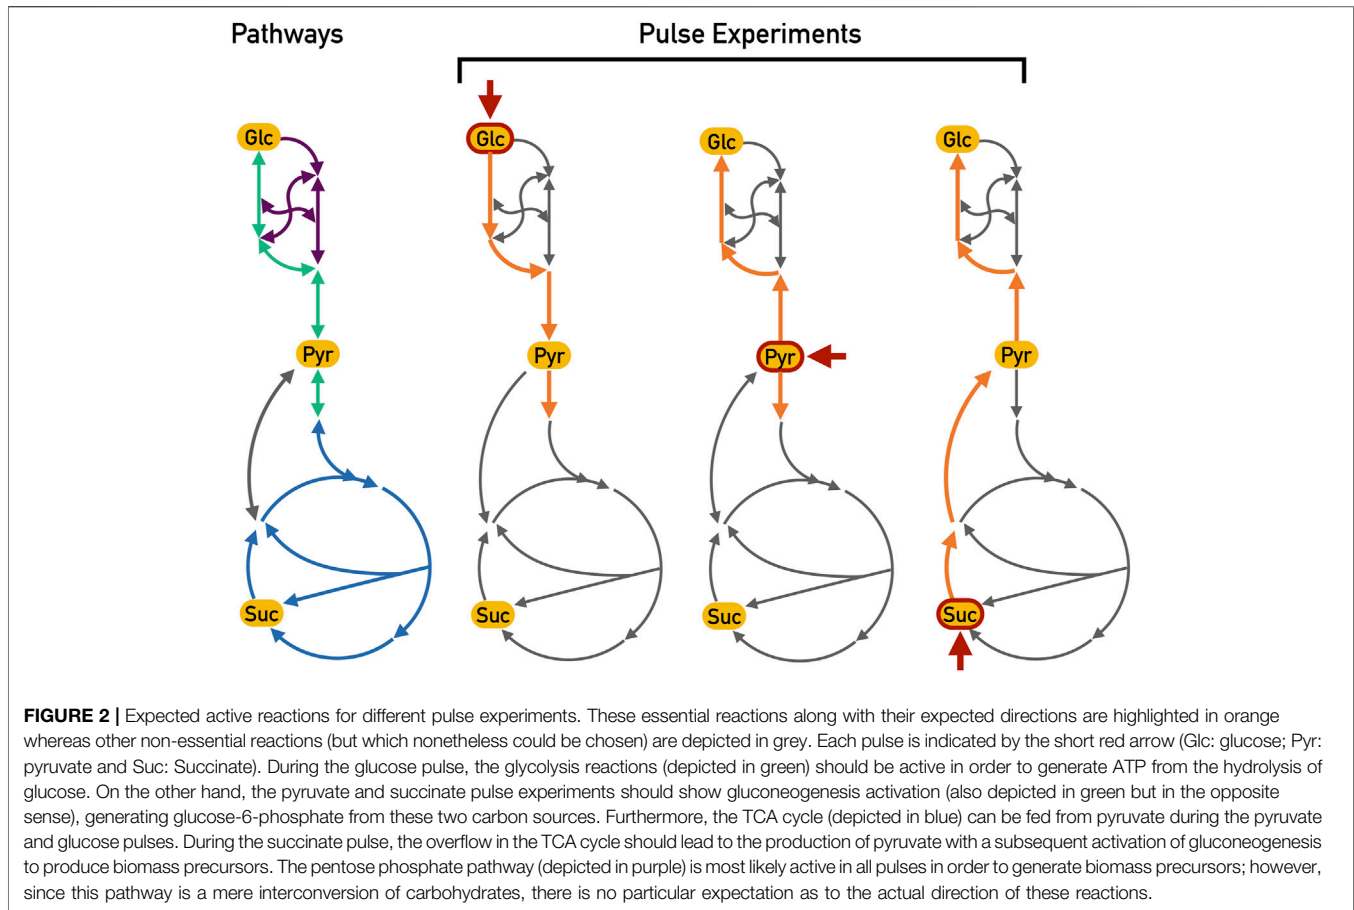 Pathways
Pulse Experiments
Glc
Glc
Glc
Glc
Pyr
Pyr
Pyr
Pyr
Suc
Suc
Suc
Suc
FIGURE 2 | Expected active reactions for different pulse experiments. These essential reactions along with their expected directions are highlighted in orange
whereas other non-essential reactions (but which nonetheless could be chosen) are depicted in grey. Each pulse is indicated by the short red arrow (Glc: glucose; Pyr:
pyruvate and Suc: Succinate). During the glucose pulse, the glycolysis reactions (depicted in green) should be active in order to generate ATP from the hydrolysis of
glucose. On the other hand, the pyruvate and succinate pulse experiments should show gluconeogenesis activation (also depicted in green but in the opposite
sense), generating glucose-6-phosphate from these two carbon sources. Furthermore, the TCA cycle (depicted in blue) can be fed from pyruvate during the pyruvate
and glucose pulses. During the succinate pulse, the overflow in the TCA cycle should lead to the production of pyruvate with a subsequent activation of gluconeogenesis
to produce biomass precursors. The pentose phosphate pathway (depicted in purple) is most likely active in all pulses in order to generate biomass precursors; however,
since this pathway is a mere interconversion of carbohydrates, there is no particular expectation as to the actual direction of these reactions.